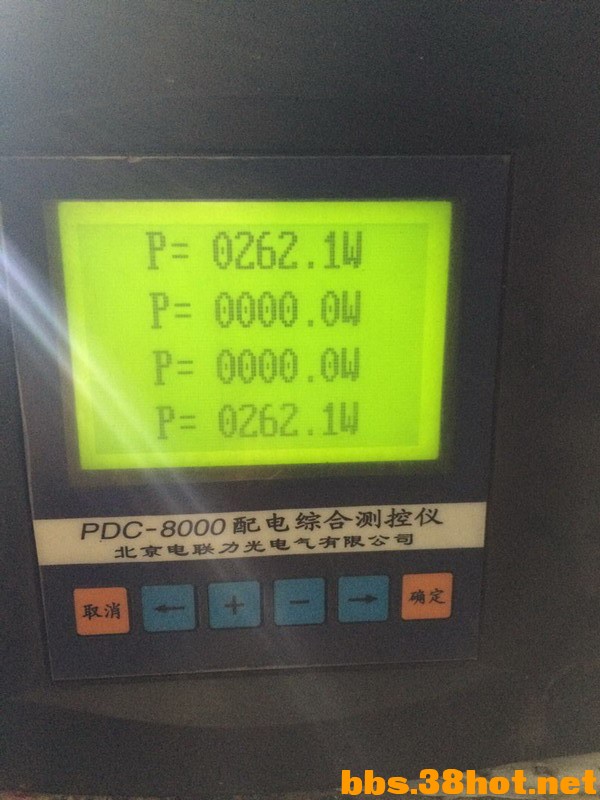 P= 0262.1W
P= 0000.0W
P= 0000.0W
P= 0262.1W
PDC-8000配电综合测控仪
北京电联力光电气有限公司
取消 ← + − → 确定
bbs.38hot.net